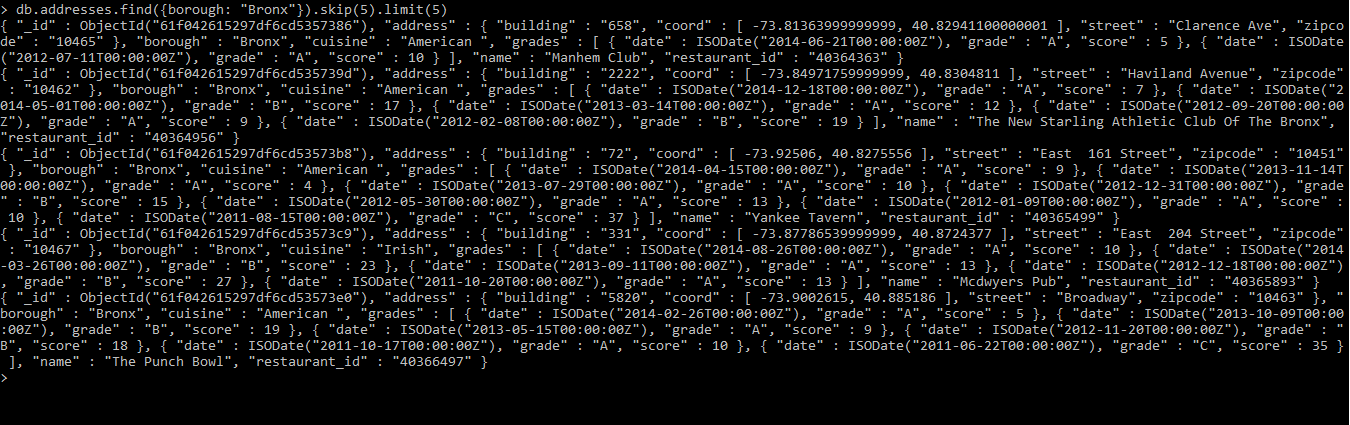 > db.addresses.find({borough: "Bronx"}).skip(5).limit(5)
{ "_id" : ObjectId("61f042615297df6cd5357386"), "address" : { "building" : "658", "coord" : [ -73.81363999999999, 40.82941100000001 ], "street" : "Clarence Ave", "zipco
de" : "10465" }, "borough" : "Bronx", "cuisine" : "American ", "grades" : [ { "date" : ISODate("2014-06-21T00:00:00Z"), "grade" : "A", "score" : 5 }, { "date" : ISODate
("2012-07-11T00:00:00Z"), "grade" : "A", "score" : 10 } ], "name" : "Manhem Club", "restaurant_id" : "40364363" }
{ "_id" : ObjectId("61f042615297df6cd535739d"), "address" : { "building" : "2222", "coord" : [ -73.84971759999999, 40.8304811 ], "street" : "Haviland Avenue", "zipcode"
 : "10462" }, "borough" : "Bronx", "cuisine" : "American ", "grades" : [ { "date" : ISODate("2014-12-18T00:00:00Z"), "grade" : "A", "score" : 7 }, { "date" : ISODate("2
014-05-01T00:00:00Z"), "grade" : "B", "score" : 17 }, { "date" : ISODate("2013-03-14T00:00:00Z"), "grade" : "A", "score" : 12 }, { "date" : ISODate("2012-09-20T00:00:00
Z"), "grade" : "A", "score" : 9 }, { "date" : ISODate("2012-02-08T00:00:00Z"), "grade" : "B", "score" : 19 } ], "name" : "The New Starling Athletic Club Of The Bronx",
"restaurant_id" : "40364956" }
{ "_id" : ObjectId("61f042615297df6cd53573b8"), "address" : { "building" : "72", "coord" : [ -73.92506, 40.8275556 ], "street" : "East  161 Street", "zipcode" : "10451"
 }, "borough" : "Bronx", "cuisine" : "American ", "grades" : [ { "date" : ISODate("2014-04-15T00:00:00Z"), "grade" : "A", "score" : 9 }, { "date" : ISODate("2013-11-14T
00:00:00Z"), "grade" : "A", "score" : 4 }, { "date" : ISODate("2013-07-29T00:00:00Z"), "grade" : "A", "score" : 10 }, { "date" : ISODate("2012-12-31T00:00:00Z"), "grade
" : "B", "score" : 15 }, { "date" : ISODate("2012-05-30T00:00:00Z"), "grade" : "A", "score" : 13 }, { "date" : ISODate("2012-01-09T00:00:00Z"), "grade" : "A", "score" :
 10 }, { "date" : ISODate("2011-08-15T00:00:00Z"), "grade" : "C", "score" : 37 } ], "name" : "Yankee Tavern", "restaurant_id" : "40365499" }
{ "_id" : ObjectId("61f042615297df6cd53573c9"), "address" : { "building" : "331", "coord" : [ -73.87786539999999, 40.8724377 ], "street" : "East  204 Street", "zipcode"
 : "10467" }, "borough" : "Bronx", "cuisine" : "Irish", "grades" : [ { "date" : ISODate("2014-08-26T00:00:00Z"), "grade" : "A", "score" : 10 }, { "date" : ISODate("2014
-03-26T00:00:00Z"), "grade" : "B", "score" : 23 }, { "date" : ISODate("2013-09-11T00:00:00Z"), "grade" : "A", "score" : 13 }, { "date" : ISODate("2012-12-18T00:00:00Z")
, "grade" : "B", "score" : 27 }, { "date" : ISODate("2011-10-20T00:00:00Z"), "grade" : "A", "score" : 13 } ], "name" : "Mcdwyers Pub", "restaurant_id" : "40365893" }
{ "_id" : ObjectId("61f042615297df6cd53573e0"), "address" : { "building" : "5820", "coord" : [ -73.9002615, 40.885186 ], "street" : "Broadway", "zipcode" : "10463" }, "
borough" : "Bronx", "cuisine" : "American ", "grades" : [ { "date" : ISODate("2014-02-26T00:00:00Z"), "grade" : "A", "score" : 5 }, { "date" : ISODate("2013-10-09T00:00
:00Z"), "grade" : "B", "score" : 19 }, { "date" : ISODate("2013-05-15T00:00:00Z"), "grade" : "A", "score" : 9 }, { "date" : ISODate("2012-11-20T00:00:00Z"), "grade" : "
B", "score" : 18 }, { "date" : ISODate("2011-10-17T00:00:00Z"), "grade" : "A", "score" : 10 }, { "date" : ISODate("2011-06-22T00:00:00Z"), "grade" : "C", "score" : 35 }
 ], "name" : "The Punch Bowl", "restaurant_id" : "40366497" }
>